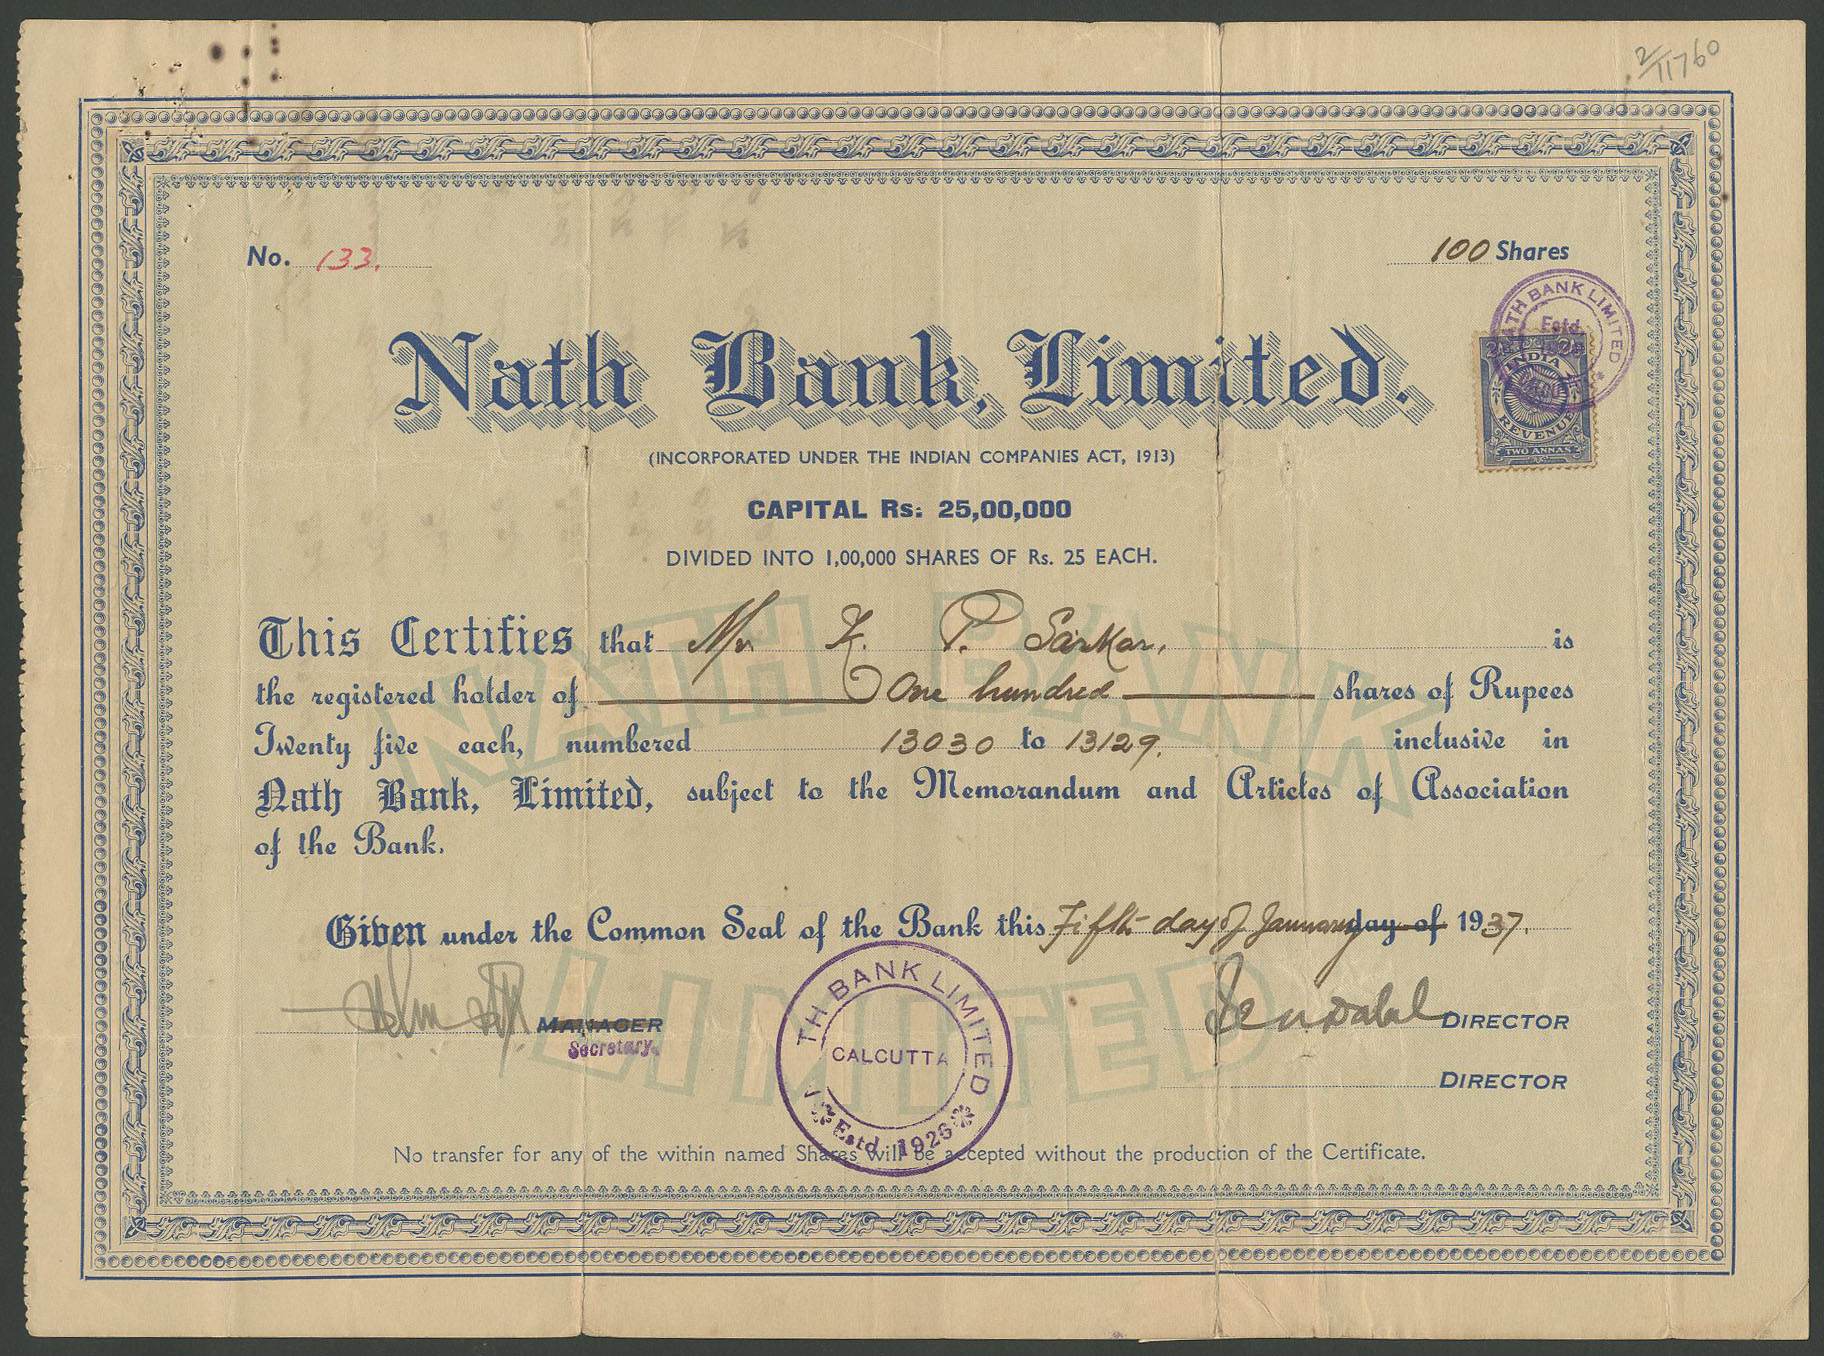 2/11760
No. 133.
100 Shares
TH BANK LIMITED
Estd.
INDIA
REVENUE
TWO ANNAS
Nath Bank, Limited.
(INCORPORATED UNDER THE INDIAN COMPANIES ACT, 1913)
CAPITAL Rs: 25,00,000
DIVIDED INTO 1,00,000 SHARES OF Rs. 25 EACH.
NATH BANK
This Certifies that Mr K. P. Sarkar, is
the registered holder of One hundred shares of Rupees
Twenty five each, numbered 13030 to 13129. inclusive in
Nath Bank, Limited, subject to the Memorandum and Articles of Association
of the Bank.
Given under the Common Seal of the Bank this Fifth day of January day of 1937.
LIMITED
MANAGER
Secretary.
TH BANK LIMITED
CALCUTTA
Estd. 1926
DIRECTOR
DIRECTOR
No transfer for any of the within named Shares will be accepted without the production of the Certificate.